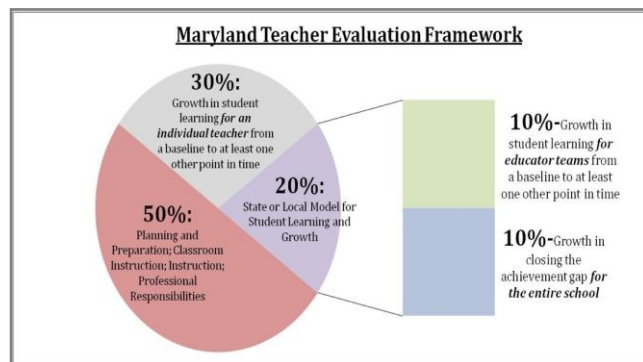 Maryland Teacher Evaluation Framework
30%:
Growth in student
learning for an
individual teacher from
a baseline to at least one
other point in time
20%:
State or Local Model for
Student Learning and
Growth
50%:
Planning and
Preparation; Classroom
Instruction; Instruction;
Professional
Responsibilities
10%-Growth in
student learning for
educator teams from
a baseline to at least
one other point in time
10%-Growth in
closing the
achievement gap for
the entire school